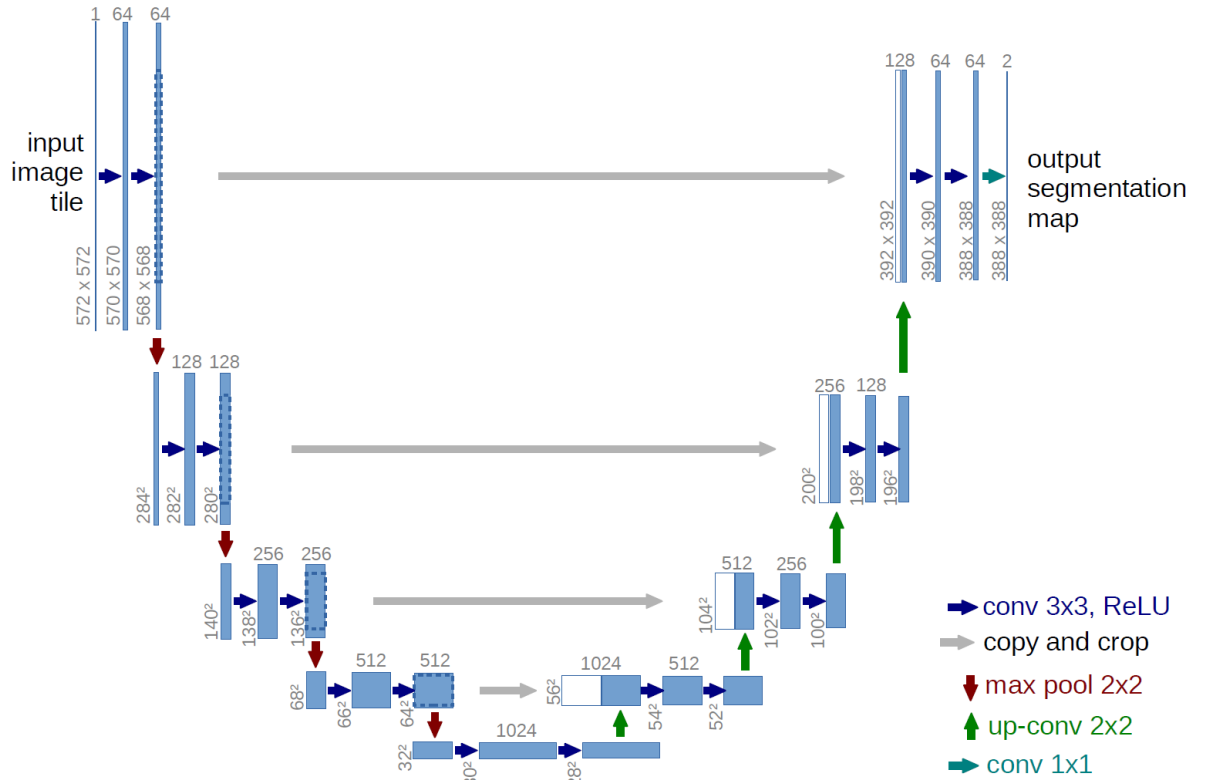 1 64 64
128 64 64 2
input
image
tile
output
segmentation
map
572 x 572
570 x 570
568 x 568
392 x 392
390 x 390
388 x 388
388 x 388
128 128
256 128
284²
282²
280²
200²
198²
196²
256 256
512 256
140²
138²
136²
104²
102²
100²
512 512
1024 512
68²
66²
64²
56²
54²
52²
1024
32²
conv 3x3, ReLU
copy and crop
max pool 2x2
up-conv 2x2
conv 1x1